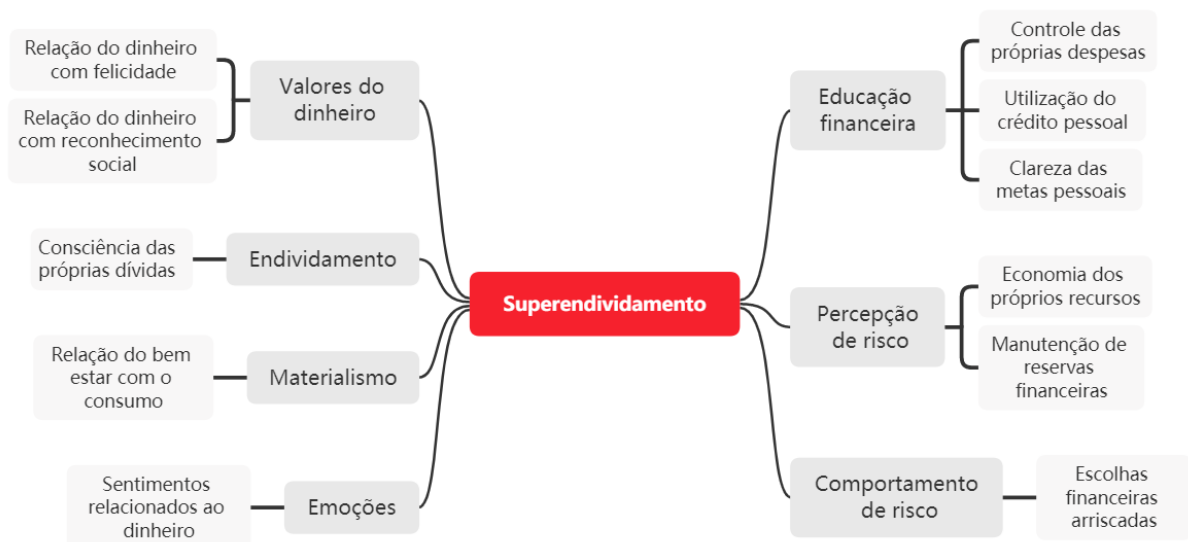 Relação do dinheiro
com felicidade
Relação do dinheiro
com reconhecimento
social
Valores do
dinheiro
Consciência das
próprias dívidas
Endividamento
Relação do bem
estar com o
consumo
Materialismo
Sentimentos
relacionados ao
dinheiro
Emoções
Superendividamento
Educação
financeira
Controle das
próprias despesas
Utilização do
crédito pessoal
Clareza das
metas pessoais
Percepção
de risco
Economia dos
próprios recursos
Manutenção de
reservas
financeiras
Comportamento
de risco
Escolhas
financeiras
arriscadas